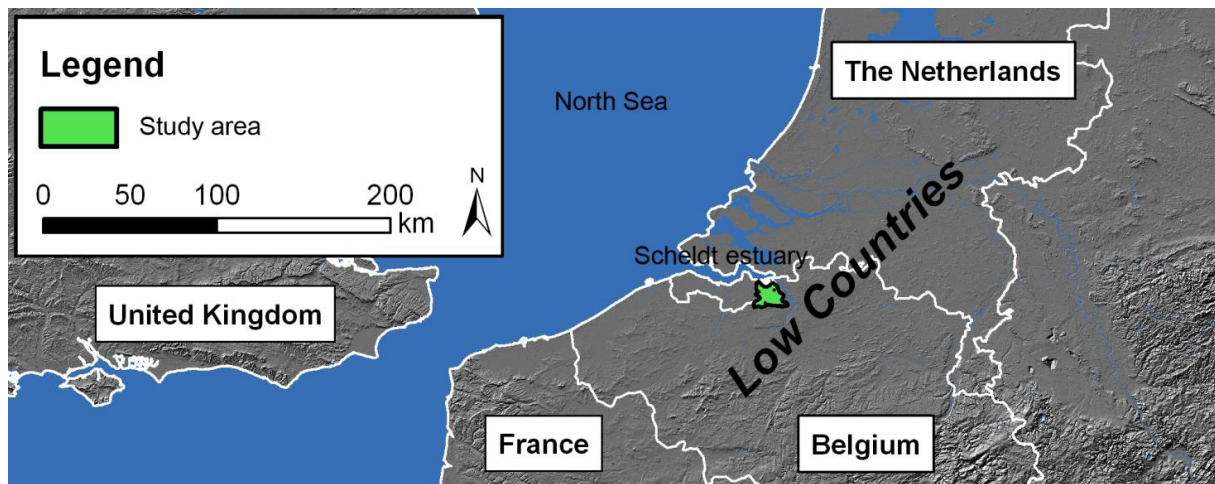 Legend
Study area
0 50 100 200
km
N
North Sea
The Netherlands
Scheldt estuary
Low Countries
United Kingdom
France
Belgium